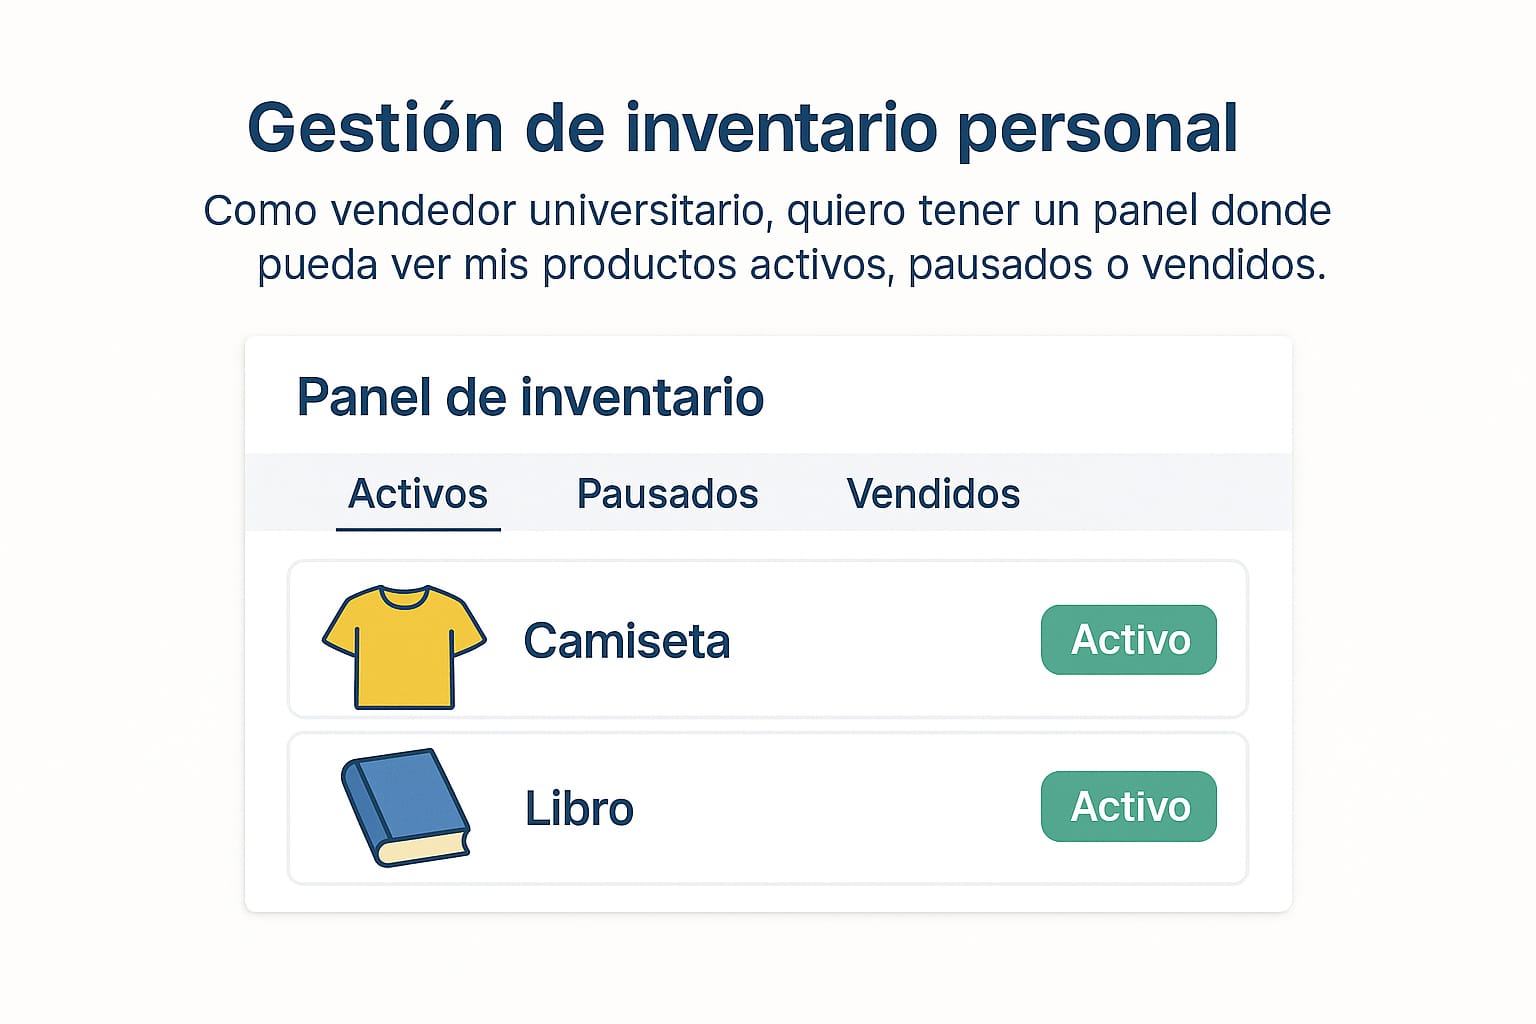 Gestión de inventario personal
Como vendedor universitario, quiero tener un panel donde
pueda ver mis productos activos, pausados o vendidos.
Panel de inventario
Activos Pausados Vendidos
Camiseta Activo
Libro Activo